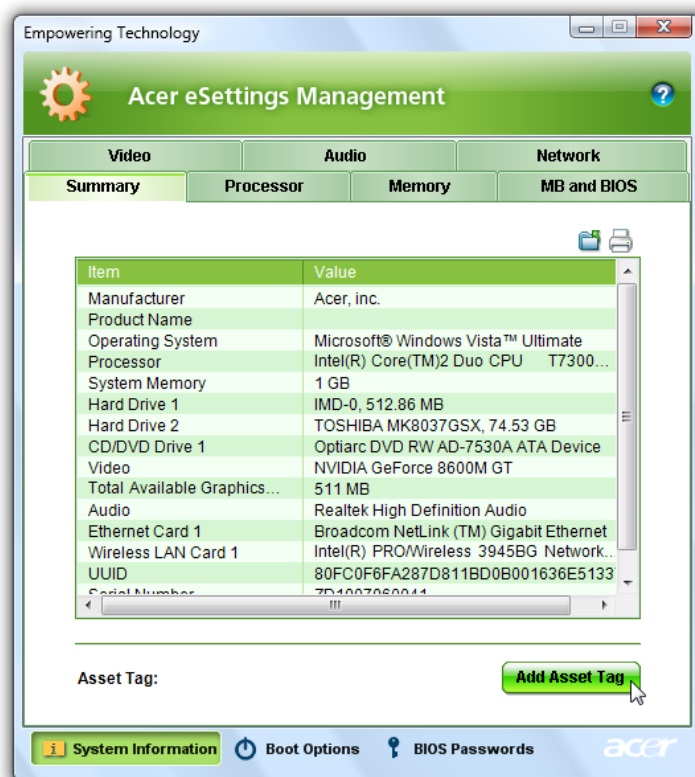 Empowering Technology
Acer eSettings Management
Video Audio Network
Summary Processor Memory MB and BIOS
Item Value
Manufacturer Acer, inc.
Product Name
Operating System Microsoft® Windows Vista™ Ultimate
Processor Intel(R) Core(TM)2 Duo CPU T7300...
System Memory 1 GB
Hard Drive 1 IMD-0, 512.86 MB
Hard Drive 2 TOSHIBA MK8037GSX, 74.53 GB
CD/DVD Drive 1 Optiarc DVD RW AD-7530A ATA Device
Video NVIDIA GeForce 8600M GT
Total Available Graphics... 511 MB
Audio Realtek High Definition Audio
Ethernet Card 1 Broadcom NetLink (TM) Gigabit Ethernet
Wireless LAN Card 1 Intel(R) PRO/Wireless 3945BG Network...
UUID 80FC0F6FA287D811BD0B001636E5133
Serial Number
Asset Tag: Add Asset Tag
System Information Boot Options BIOS Passwords acer